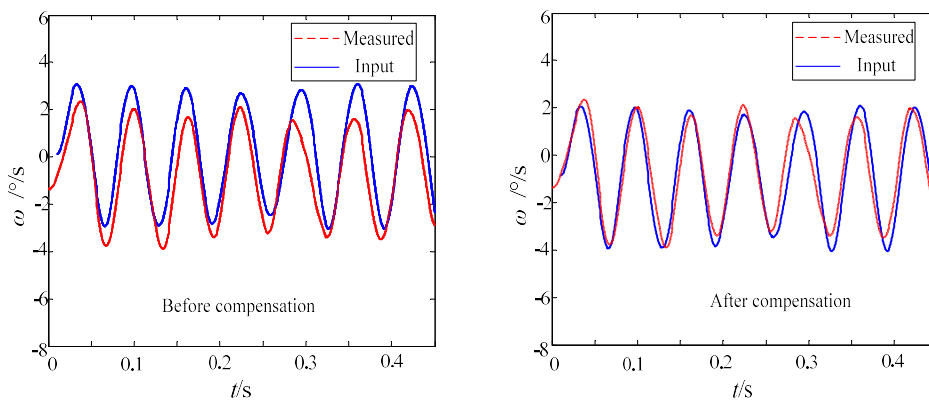 6
4
2
0
-2
-4
-6
-8
ω /°/s
Measured
Input
Before compensation
0 0.1 0.2 0.3 0.4
t/s
6
4
2
0
-2
-4
-6
-8
ω /°/s
Measured
Input
After compensation
0 0.1 0.2 0.3 0.4
t/s